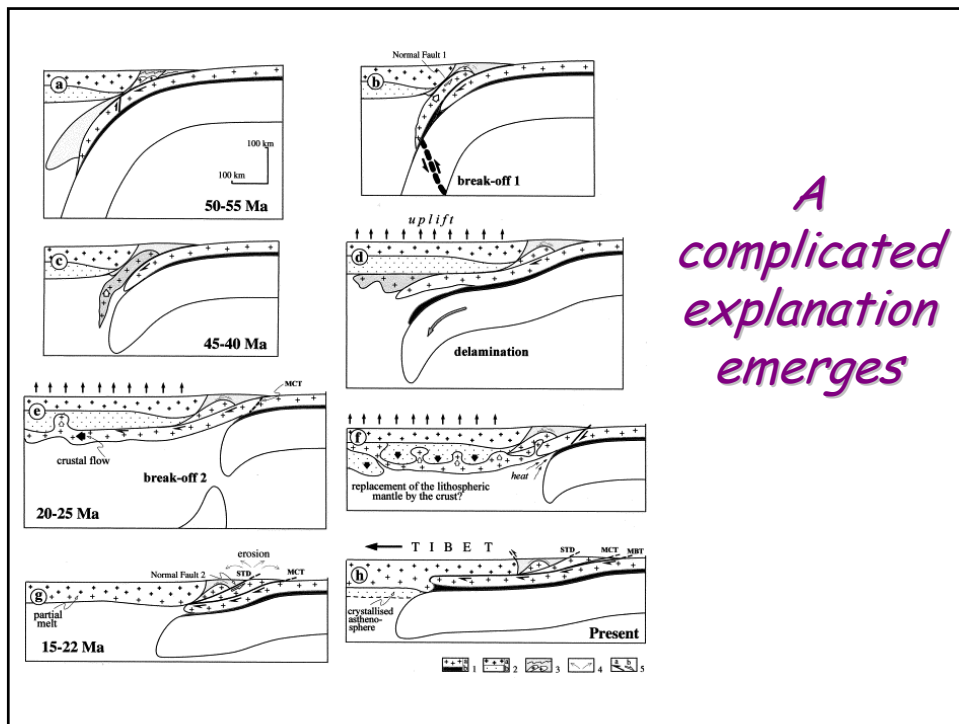 Normal Fault 1
a
100 km
100 km
50-55 Ma
b
break-off 1
A
complicated
explanation
emerges
c
45-40 Ma
uplift
d
delamination
MCT
e
crustal flow
break-off 2
20-25 Ma
f
heat
replacement of the lithospheric
mantle by the crust?
erosion
Normal Fault 2
STD
MCT
g
partial
melt
15-22 Ma
TIBET
STD
MCT
MBT
h
crystallised
astheno-
sphere
Present
a
b
1
a
b
2
3
4
a b
5